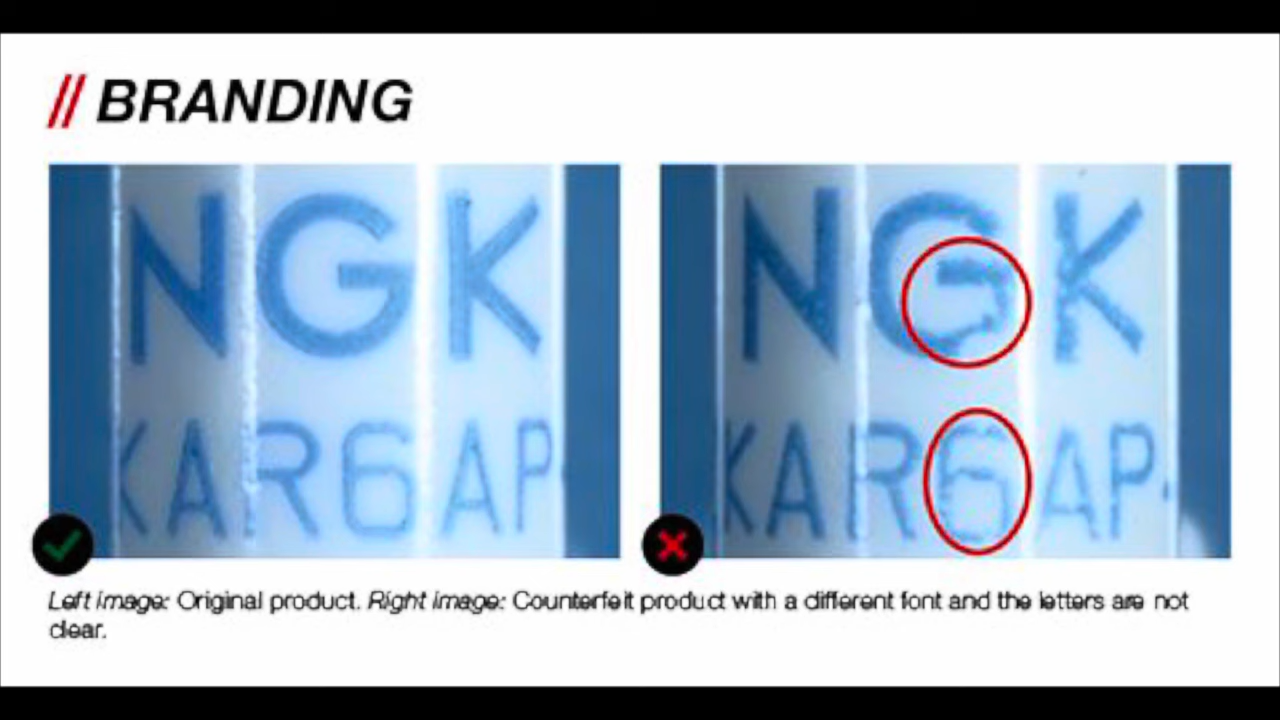 // BRANDING
NGK
KAR6AP
NGK
KAR6AP.
Left image: Original product. Right image: Counterfeit product with a different font and the letters are not
clear.